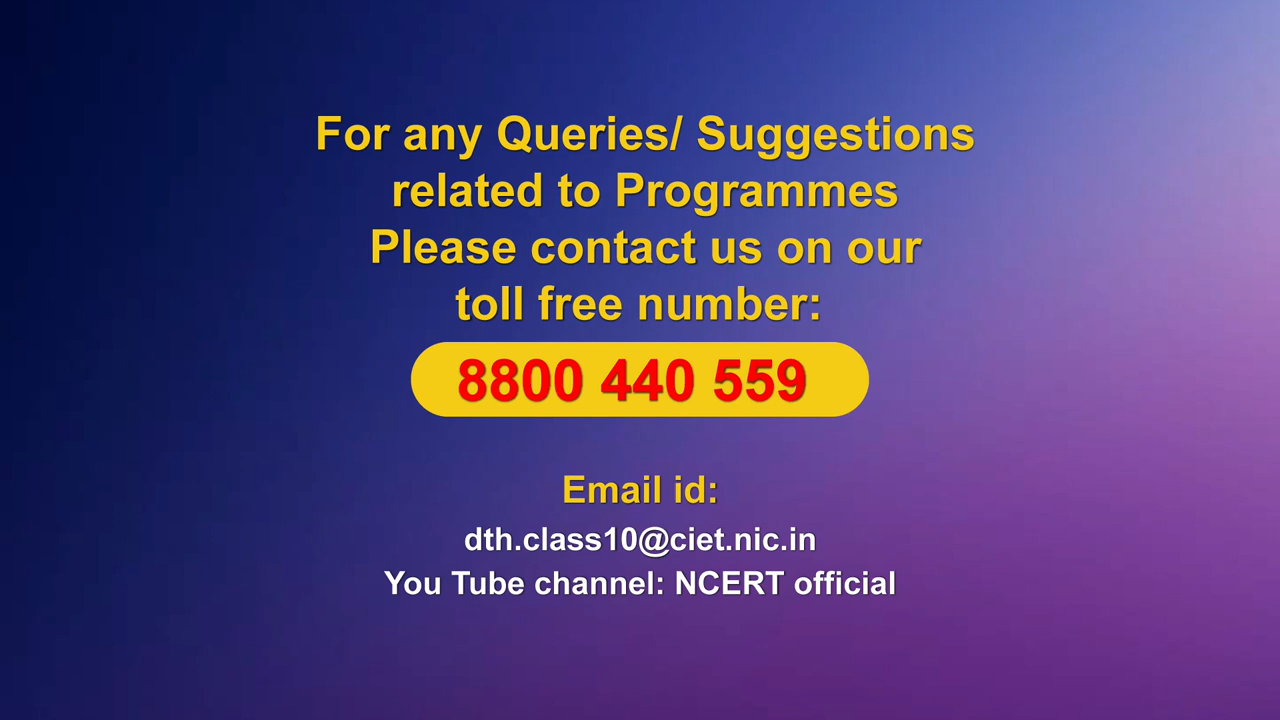 For any Queries/ Suggestions
related to Programmes
Please contact us on our
toll free number:
8800 440 559
Email id:
dth.class10@ciet.nic.in
You Tube channel: NCERT official